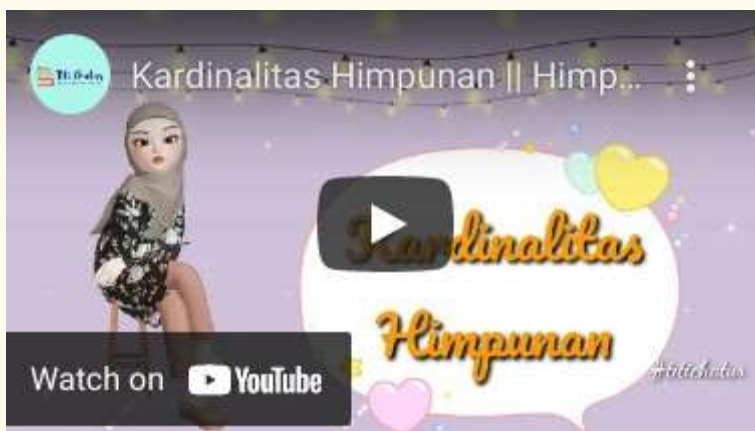 Kardinalitas Himpunan || Himp...
Kardinalitas
Himpunan
Watch on YouTube